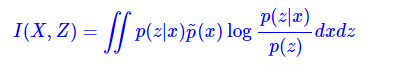 I(X, Z) = ∬ p(z|x)p̃(x) log p(z|x)/p(z) dxdz